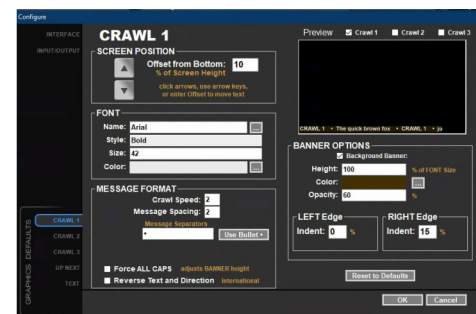 Configure
INTERFACE
INPUT/OUTPUT
GRAPHICS DEFAULTS
CRAWL 1
CRAWL 2
CRAWL 3
UP NEXT
TEXT
CRAWL 1
SCREEN POSITION
Offset from Bottom: 10
% of Screen Height
click arrows, use arrow keys,
or enter Offset to move text
FONT
Name: Arial ...
Style: Bold
Size: 42
Color: ...
MESSAGE FORMAT
Crawl Speed: 2
Message Spacing: 2
Message Separators
• Use Bullet •
Force ALL CAPS adjusts BANNER height
Reverse Text and Direction International
Preview Crawl 1 Crawl 2 Crawl 3
CRAWL 1 • The quick brown fox • CRAWL 1 • ju
BANNER OPTIONS
Background Banner:
Height: 100 % of FONT Size
Color: ...
Opacity: 60 %
LEFT Edge
Indent: 0 %
RIGHT Edge
Indent: 15 %
Reset to Defaults
OK Cancel